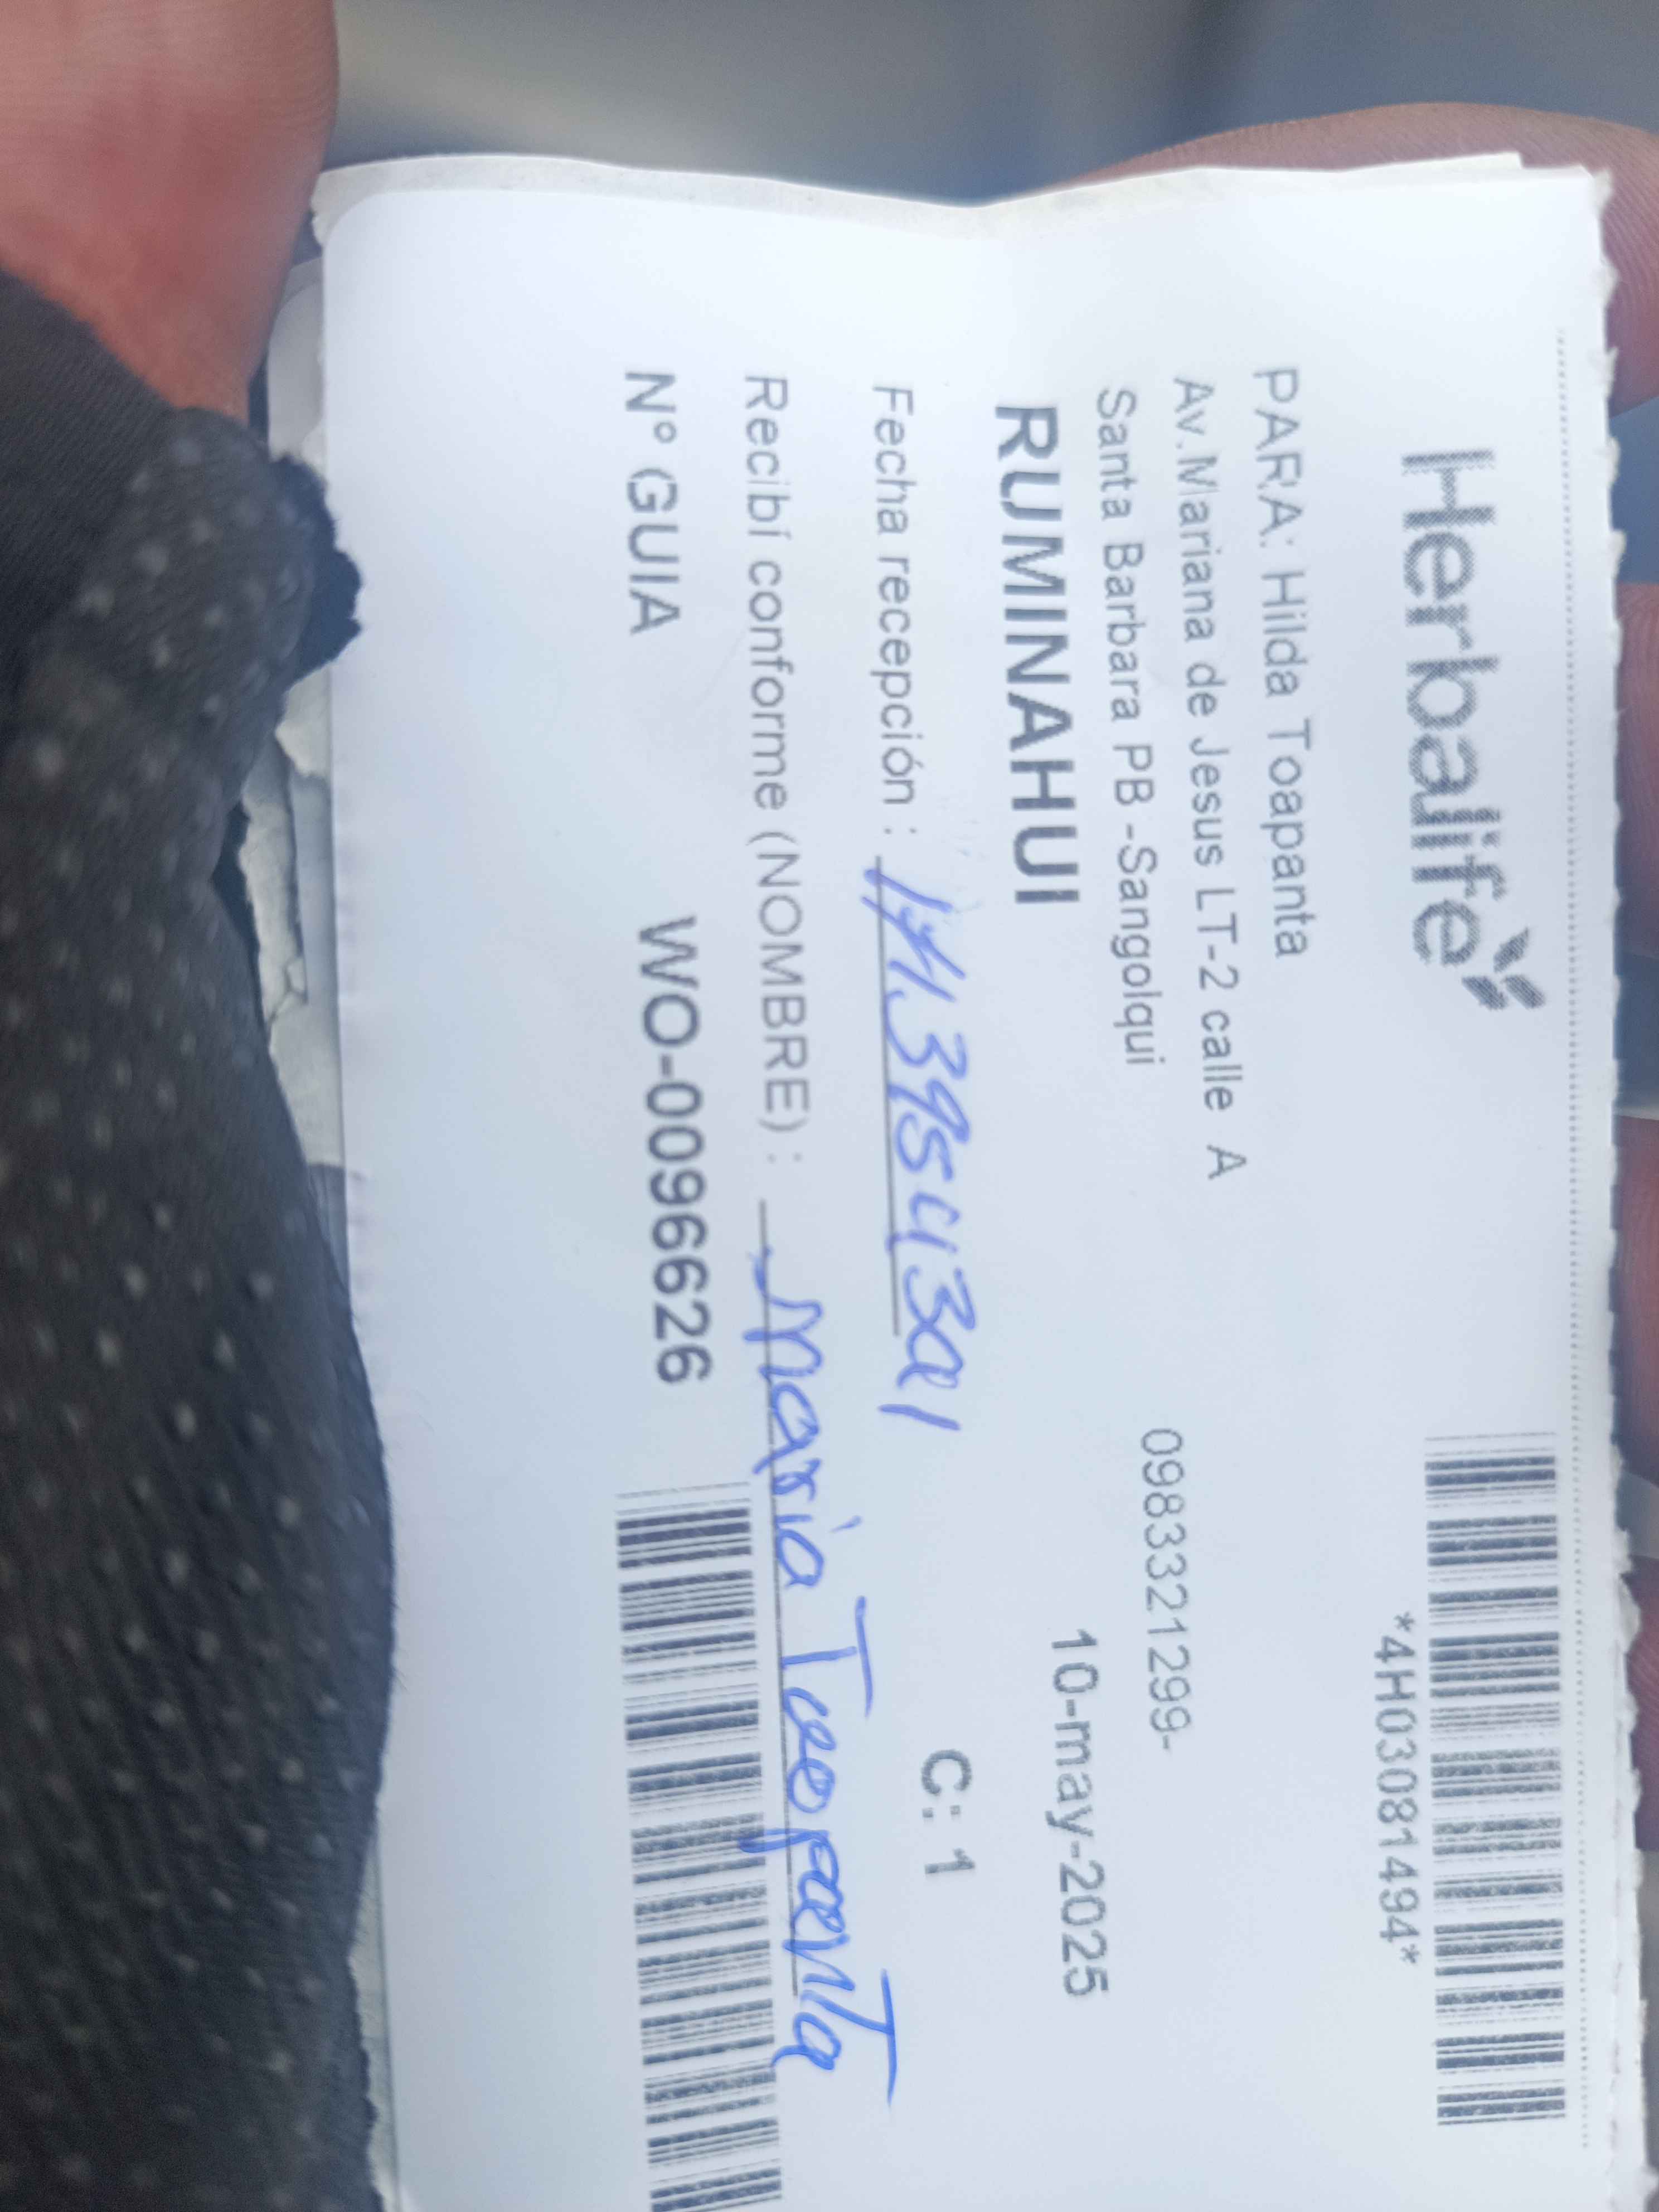 Herbalife
*4H03081494*
PARA: Hilda Toapanta
Av.Mariana de Jesus LT-2 calle A
Santa Barbara PB -Sangolqui 0983321299-
RUMINAHUI 10-may-2025
Fecha recepción : C: 1
Recibí conforme (NOMBRE) : Maria Toapanta
N° GUIA WO-0096626